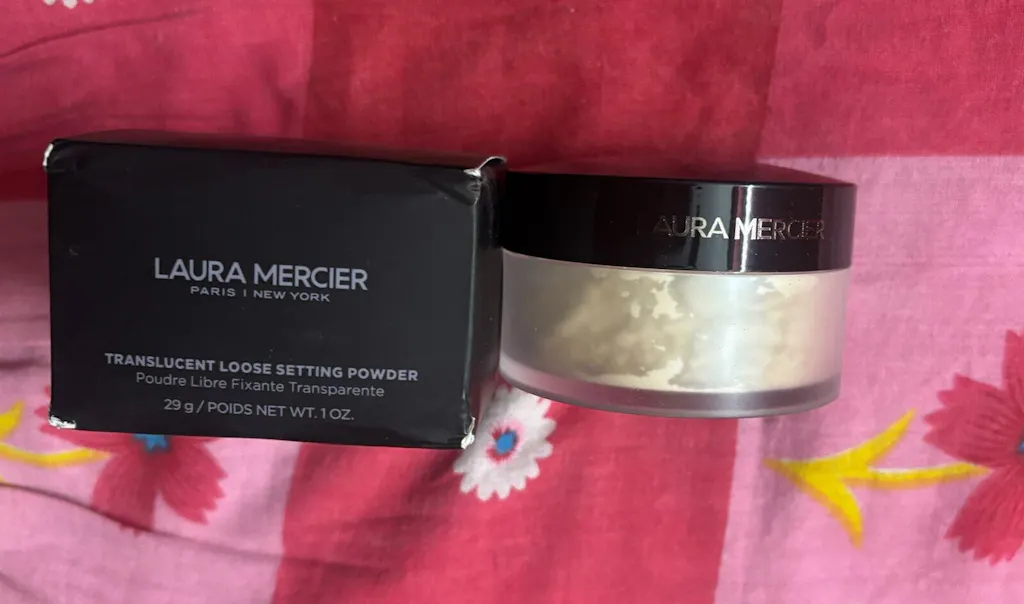 LAURA MERCIER
PARIS | NEW YORK
TRANSLUCENT LOOSE SETTING POWDER
Poudre Libre Fixante Transparente
29 g / POIDS NET WT. 1 OZ.
LAURA MERCIER